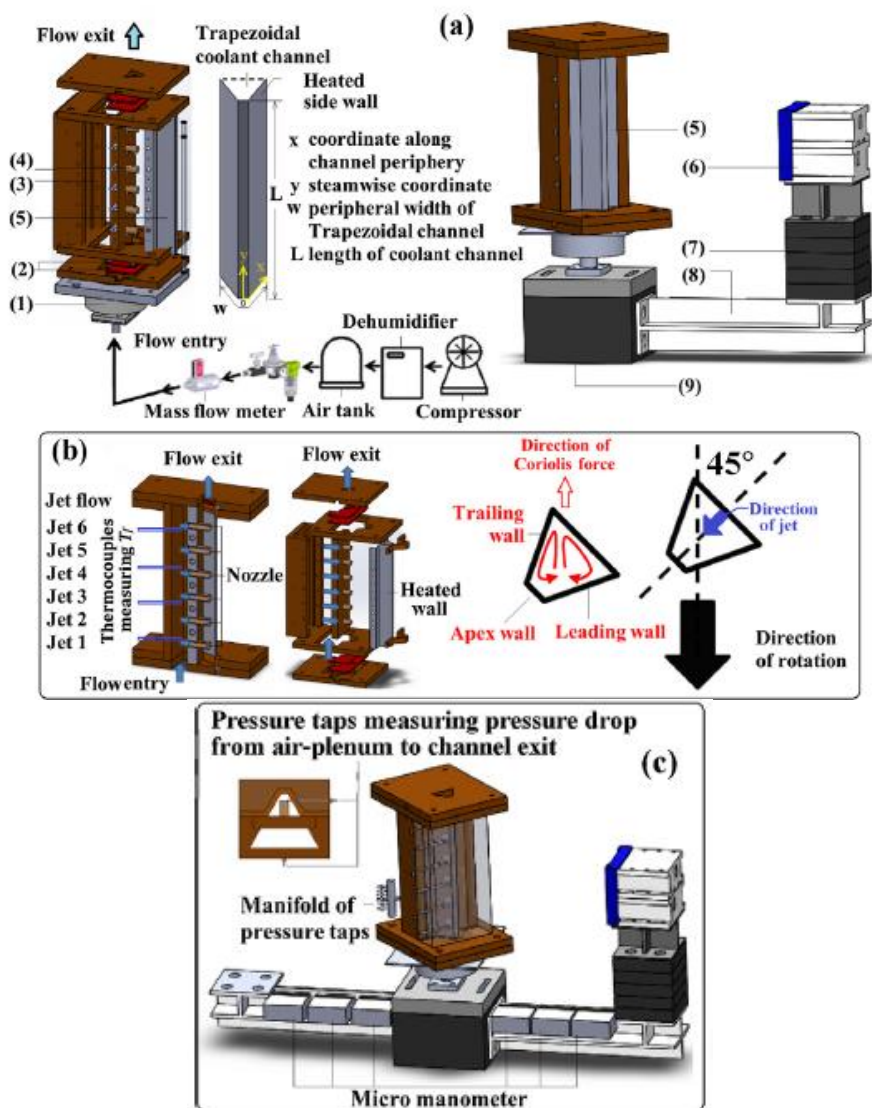 (a)
Flow exit
Trapezoidal
coolant channel
Heated
side wall
x coordinate along
channel periphery
y steamwise coordinate
w peripheral width of
Trapezoidal channel
L length of coolant channel
L
y
x
o
w
(4)
(3)
(5)
(2)
(1)
Flow entry
Mass flow meter
Air tank
Dehumidifier
Compressor
(5)
(6)
(7)
(8)
(9)
(b)
Flow exit
Jet flow
Jet 6
Jet 5
Jet 4
Jet 3
Jet 2
Jet 1
Thermocouples
measuring Tf
Nozzle
Flow entry
Flow exit
Heated
wall
Direction of
Coriolis force
Trailing
wall
Apex wall
Leading wall
45°
Direction
of jet
Direction
of rotation
Pressure taps measuring pressure drop
from air-plenum to channel exit
(c)
Manifold of
pressure taps
Micro manometer